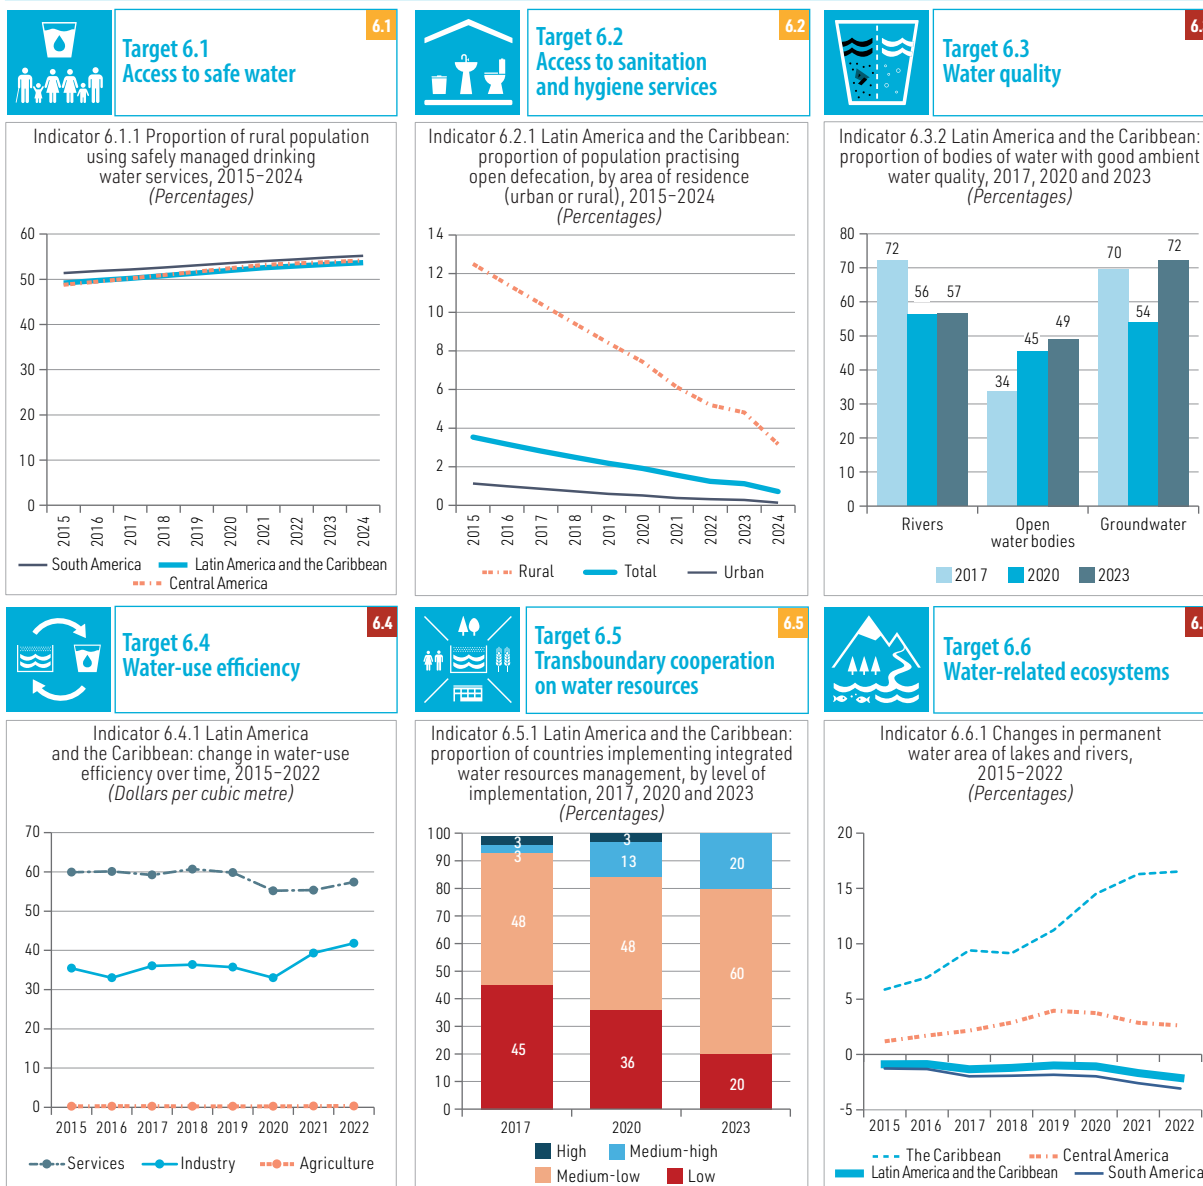 6.1
Target 6.1
Access to safe water
Indicator 6.1.1 Proportion of rural population
using safely managed drinking
water services, 2015–2024
(Percentages)
60
50
40
30
20
10
0
2015 2016 2017 2018 2019 2020 2021 2022 2023 2024
South America Latin America and the Caribbean
Central America
6.2
Target 6.2
Access to sanitation
and hygiene services
Indicator 6.2.1 Latin America and the Caribbean:
proportion of population practising
open defecation, by area of residence
(urban or rural), 2015–2024
(Percentages)
14
12
10
8
6
4
2
0
2015 2016 2017 2018 2019 2020 2021 2022 2023 2024
Rural Total Urban
Target 6.3
Water quality
Indicator 6.3.2 Latin America and the Caribbean:
proportion of bodies of water with good ambient
water quality, 2017, 2020 and 2023
(Percentages)
80
70
60
50
40
30
20
10
0
72 56 57
34 45 49
70 54 72
Rivers Open Groundwater
water bodies
2017 2020 2023
6.4
Target 6.4
Water-use efficiency
Indicator 6.4.1 Latin America
and the Caribbean: change in water-use
efficiency over time, 2015–2022
(Dollars per cubic metre)
70
60
50
40
30
20
10
0
2015 2016 2017 2018 2019 2020 2021 2022
Services Industry Agriculture
6.5
Target 6.5
Transboundary cooperation
on water resources
Indicator 6.5.1 Latin America and the Caribbean:
proportion of countries implementing integrated
water resources management, by level of
implementation, 2017, 2020 and 2023
(Percentages)
100
90
80
70
60
50
40
30
20
10
0
3 3 48 45
3 13 48 36
20 60 20
2017 2020 2023
High Medium-high
Medium-low Low
Target 6.6
Water-related ecosystems
Indicator 6.6.1 Changes in permanent
water area of lakes and rivers,
2015–2022
(Percentages)
20
15
10
5
0
-5
2015 2016 2017 2018 2019 2020 2021 2022
The Caribbean Central America
Latin America and the Caribbean South America